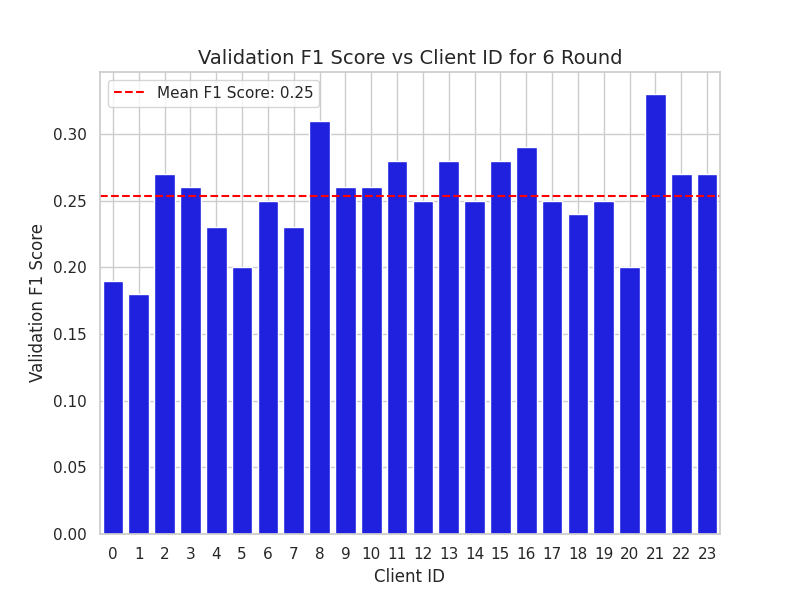 Validation F1 Score vs Client ID for 6 Round
Mean F1 Score: 0.25
Validation F1 Score
0.30
0.25
0.20
0.15
0.10
0.05
0.00
0 1 2 3 4 5 6 7 8 9 10 11 12 13 14 15 16 17 18 19 20 21 22 23
Client ID